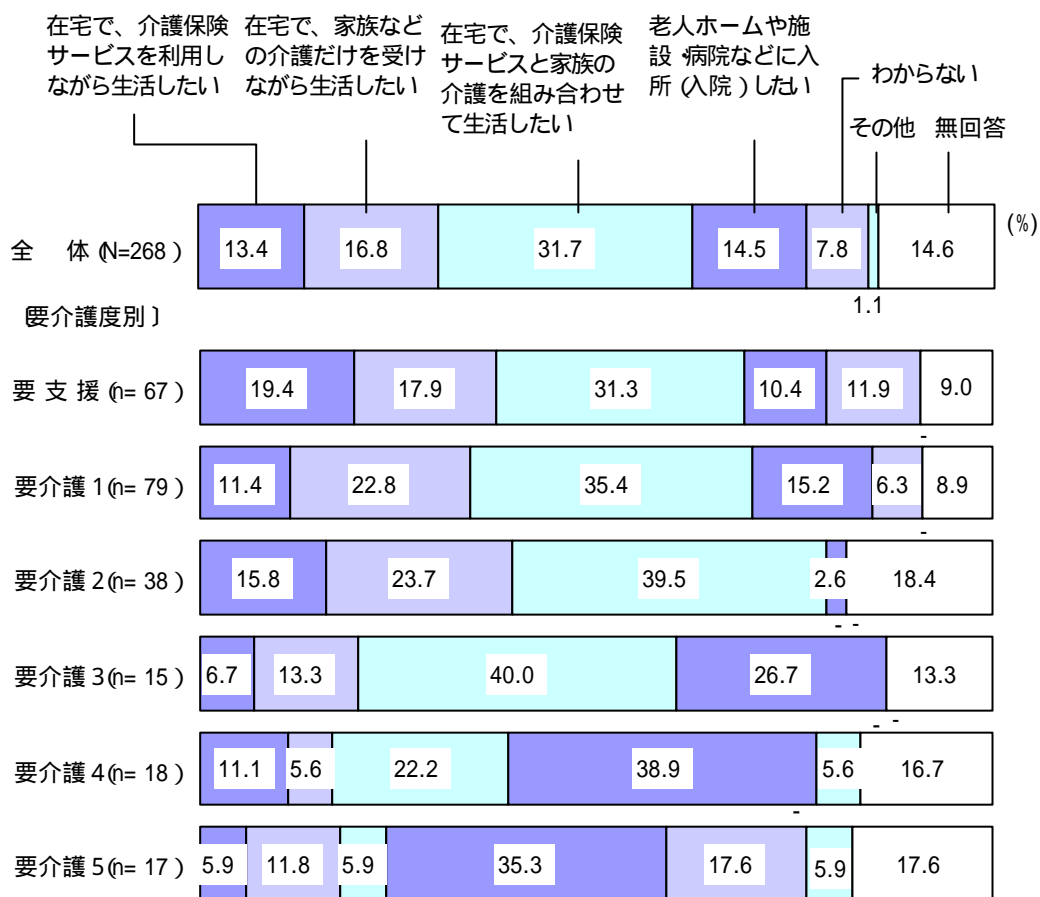 在宅で、介護保険
サービスを利用し
ながら生活したい
在宅で、家族など
の介護だけを受け
ながら生活したい
在宅で、介護保険
サービスと家族の
介護を組み合わせ
て生活したい
老人ホームや施
設・病院などに入
所(入院)したい
わからない
その他 無回答
(%)
全 体(N=268) 13.4 16.8 31.7 14.5 7.8 14.6
1.1
〔要介護度別〕
要 支 援(n= 67) 19.4 17.9 31.3 10.4 11.9 9.0
-
要介護1(n= 79) 11.4 22.8 35.4 15.2 6.3 8.9
-
要介護2(n= 38) 15.8 23.7 39.5 2.6 18.4
- -
要介護3(n= 15) 6.7 13.3 40.0 26.7 13.3
- -
要介護4(n= 18) 11.1 5.6 22.2 38.9 5.6 16.7
-
要介護5(n= 17) 5.9 11.8 5.9 35.3 17.6 5.9 17.6